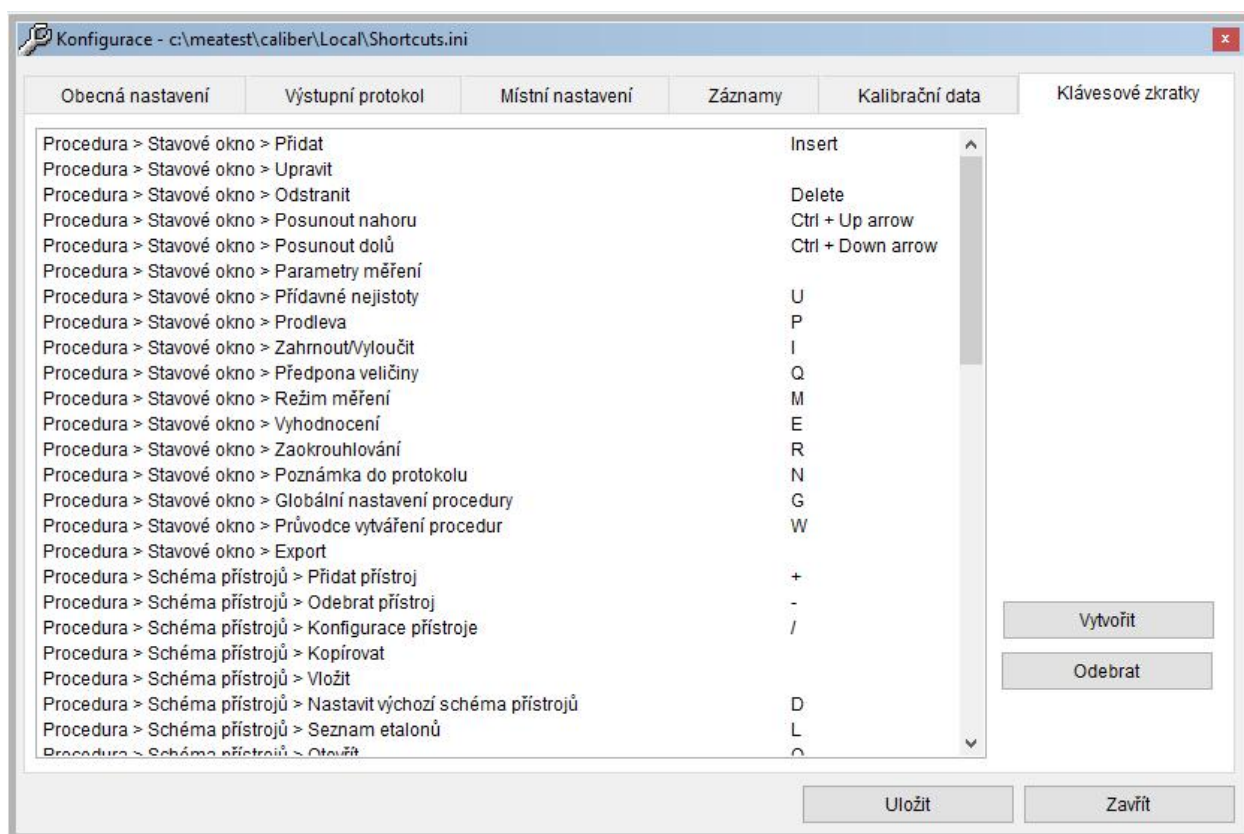 Konfigurace - c:\meatest\caliber\Local\Shortcuts.ini
x
Obecná nastavení Výstupní protokol Místní nastavení Záznamy Kalibrační data Klávesové zkratky
Procedura > Stavové okno > Přidat Insert
Procedura > Stavové okno > Upravit
Procedura > Stavové okno > Odstranit Delete
Procedura > Stavové okno > Posunout nahoru Ctrl + Up arrow
Procedura > Stavové okno > Posunout dolů Ctrl + Down arrow
Procedura > Stavové okno > Parametry měření
Procedura > Stavové okno > Přídavné nejistoty U
Procedura > Stavové okno > Prodleva P
Procedura > Stavové okno > Zahrnout/Vyloučit I
Procedura > Stavové okno > Předpona veličiny Q
Procedura > Stavové okno > Režim měření M
Procedura > Stavové okno > Vyhodnocení E
Procedura > Stavové okno > Zaokrouhlování R
Procedura > Stavové okno > Poznámka do protokolu N
Procedura > Stavové okno > Globální nastavení procedury G
Procedura > Stavové okno > Průvodce vytváření procedur W
Procedura > Stavové okno > Export
Procedura > Schéma přístrojů > Přidat přístroj +
Procedura > Schéma přístrojů > Odebrat přístroj -
Procedura > Schéma přístrojů > Konfigurace přístroje /
Procedura > Schéma přístrojů > Kopírovat
Procedura > Schéma přístrojů > Vložit
Procedura > Schéma přístrojů > Nastavit výchozí schéma přístrojů D
Procedura > Schéma přístrojů > Seznam etalonů L
Procedura > Schéma přístrojů > Otevřít O
Vytvořit
Odebrat
Uložit Zavřít